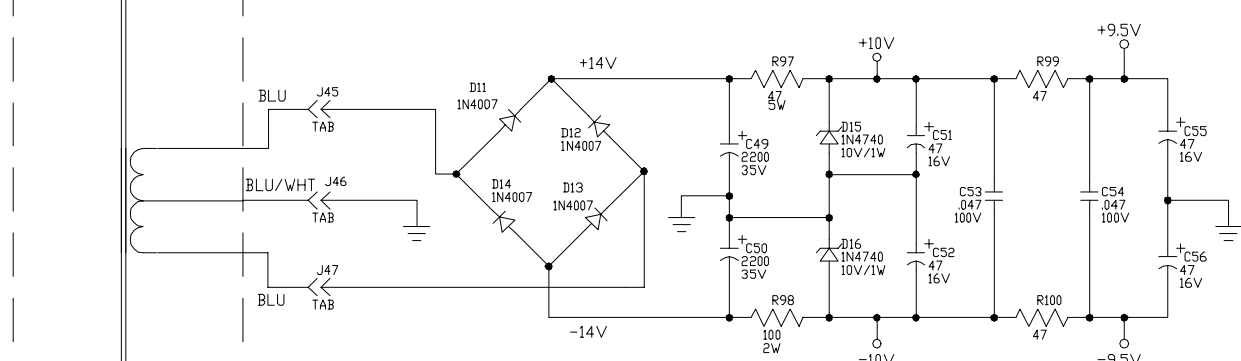 BLU
J45
TAB
BLU/WHT
J46
TAB
BLU
J47
TAB
D11
1N4007
D12
1N4007
D14
1N4007
D13
1N4007
+14V
-14V
+
C49
2200
35V
+
C50
2200
35V
R97
47
5W
R98
100
2W
+10V
-10V
D15
1N4740
10V/1W
D16
1N4740
10V/1W
+
C51
47
16V
+
C52
47
16V
C53
.047
100V
R99
47
R100
47
+9.5V
-9.5V
C54
.047
100V
+
C55
47
16V
+
C56
47
16V